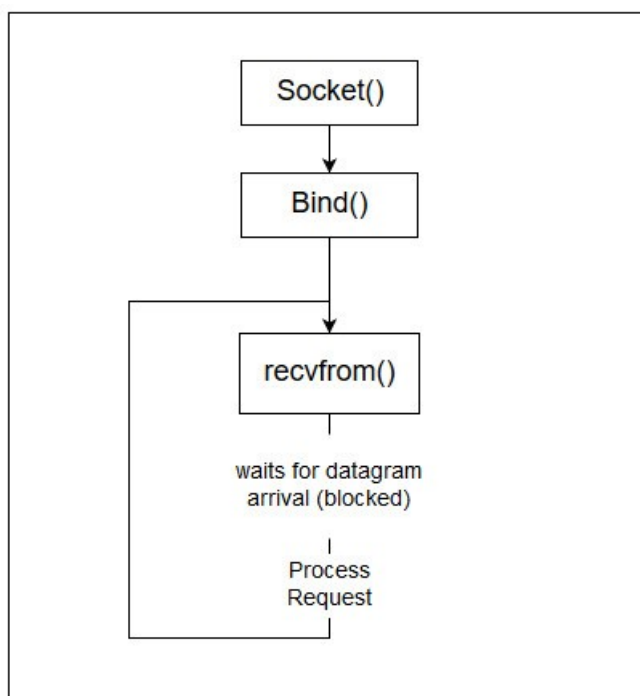 Socket()
Bind()
recvfrom()
waits for datagram
arrival (blocked)
Process
Request